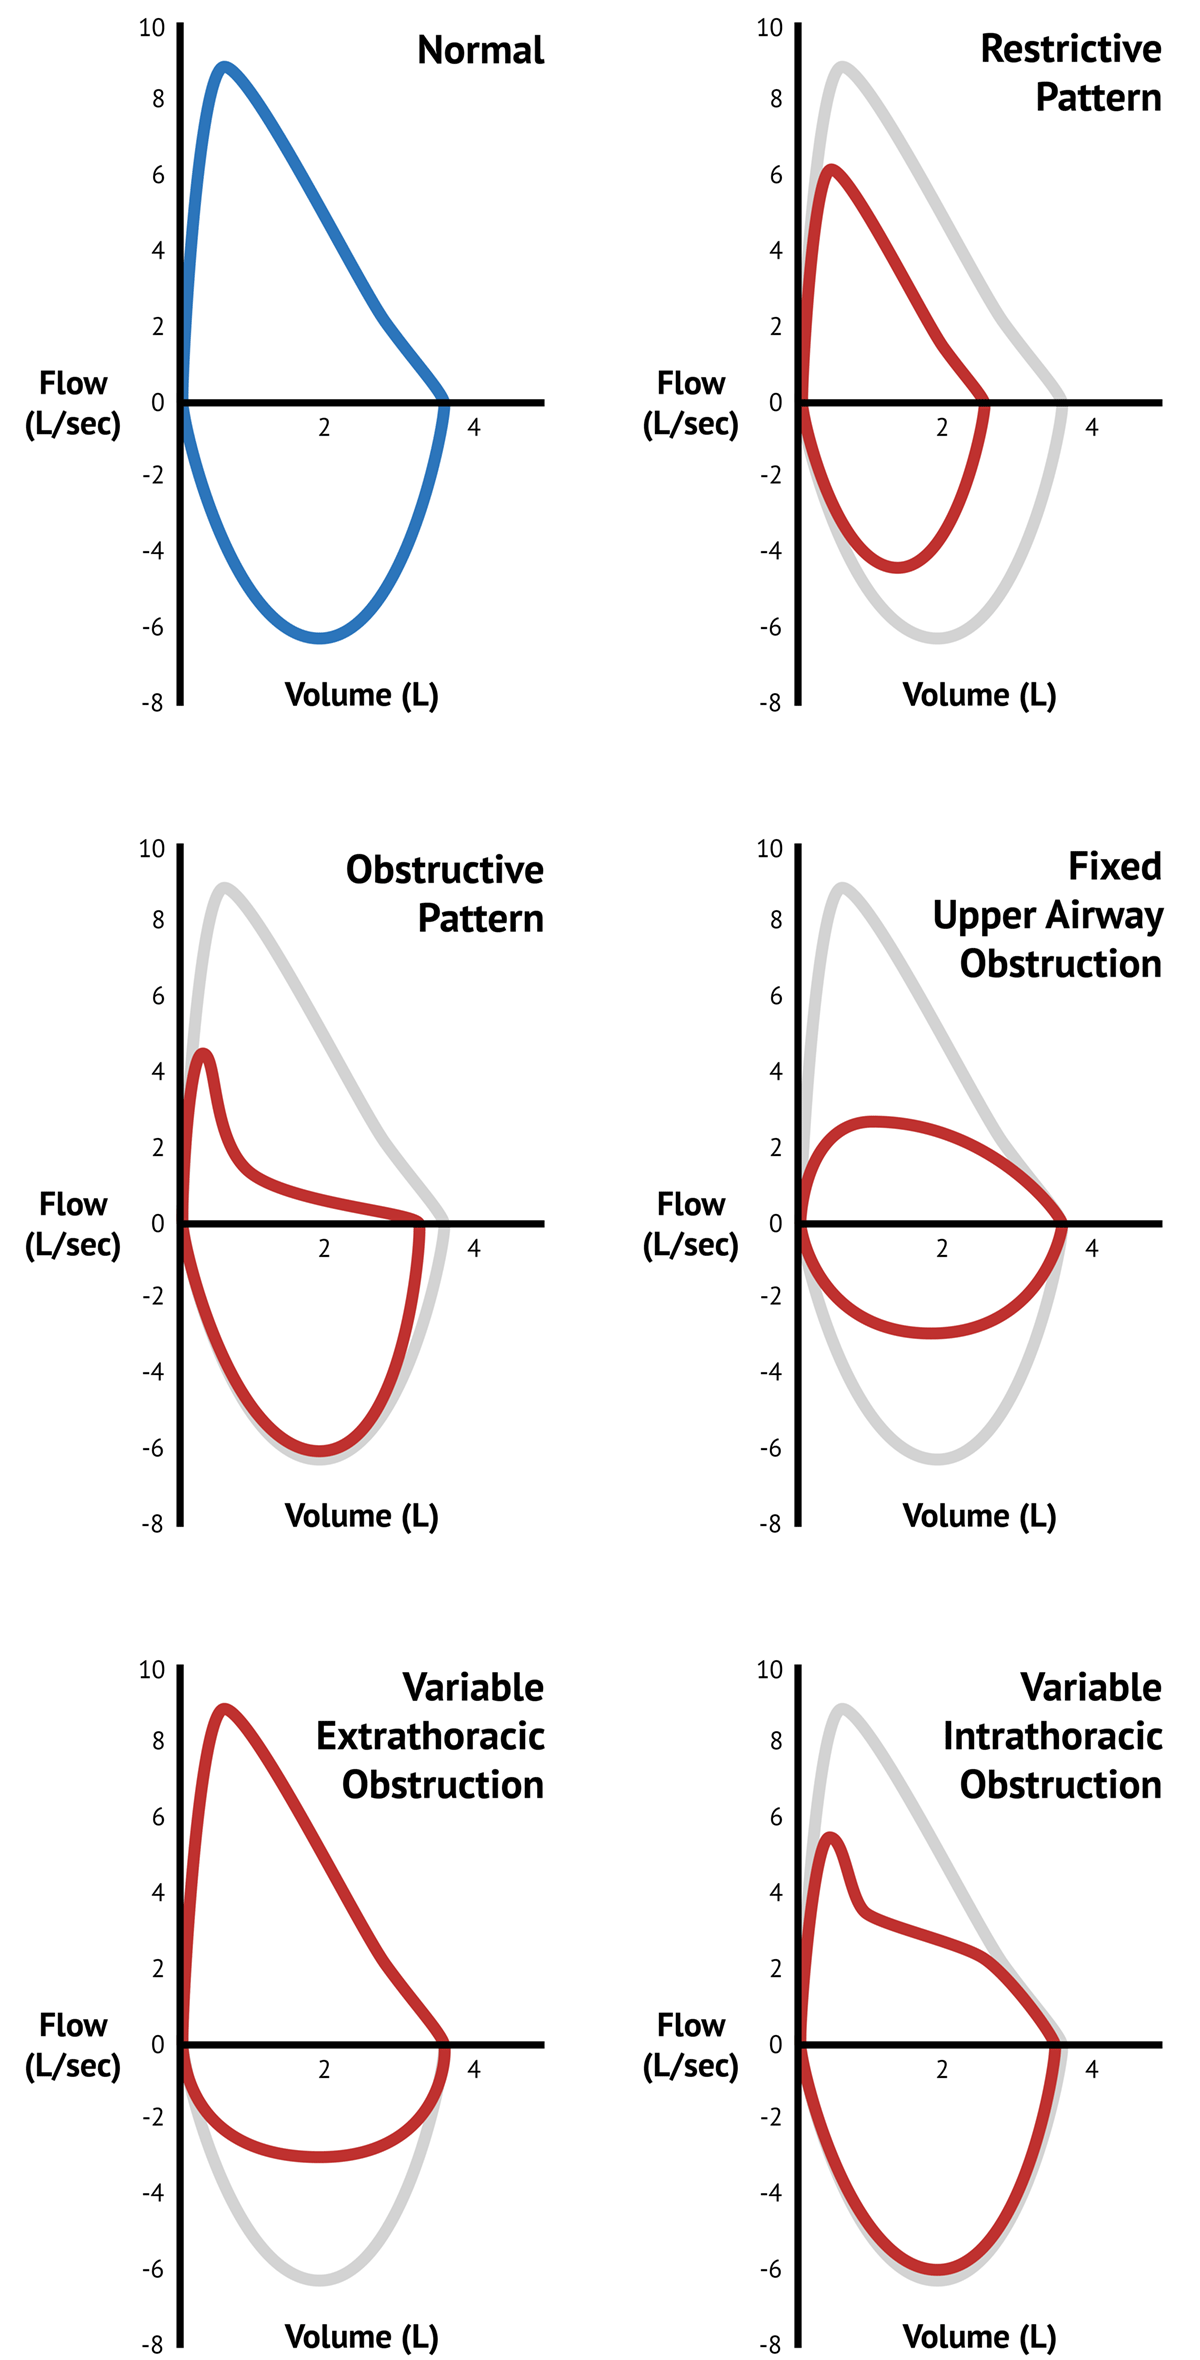 Normal
10
8
6
4
2
0
-2
-4
-6
-8
Flow
(L/sec)
2
4
Volume (L)
Restrictive
Pattern
10
8
6
4
2
0
-2
-4
-6
-8
Flow
(L/sec)
2
4
Volume (L)
Obstructive
Pattern
10
8
6
4
2
0
-2
-4
-6
-8
Flow
(L/sec)
2
4
Volume (L)
Fixed
Upper Airway
Obstruction
10
8
6
4
2
0
-2
-4
-6
-8
Flow
(L/sec)
2
4
Volume (L)
Variable
Extrathoracic
Obstruction
10
8
6
4
2
0
-2
-4
-6
-8
Flow
(L/sec)
2
4
Volume (L)
Variable
Intrathoracic
Obstruction
10
8
6
4
2
0
-2
-4
-6
-8
Flow
(L/sec)
2
4
Volume (L)